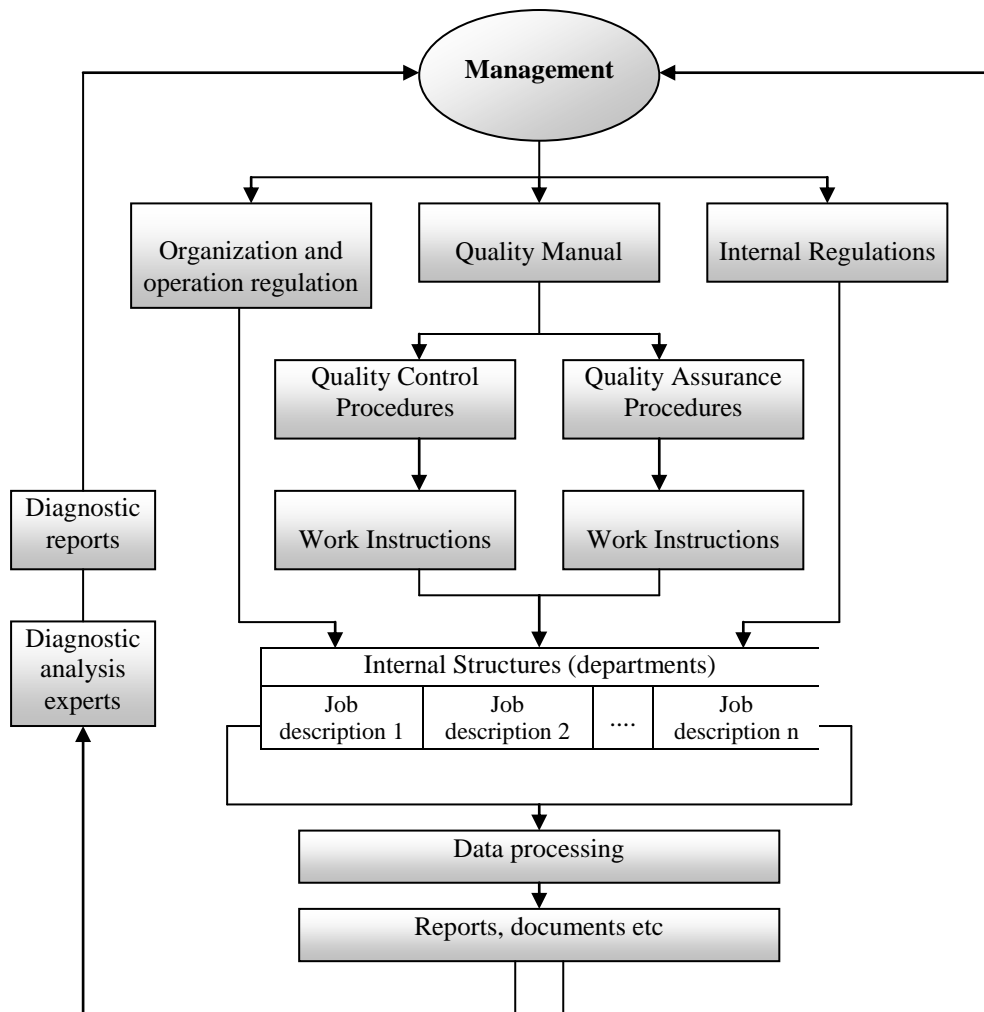 Management
Organization and
operation regulation
Quality Manual
Internal Regulations
Quality Control
Procedures
Quality Assurance
Procedures
Work Instructions
Work Instructions
Diagnostic
reports
Diagnostic
analysis
experts
Internal Structures (departments)
Job
description 1
Job
description 2
....
Job
description n
Data processing
Reports, documents etc